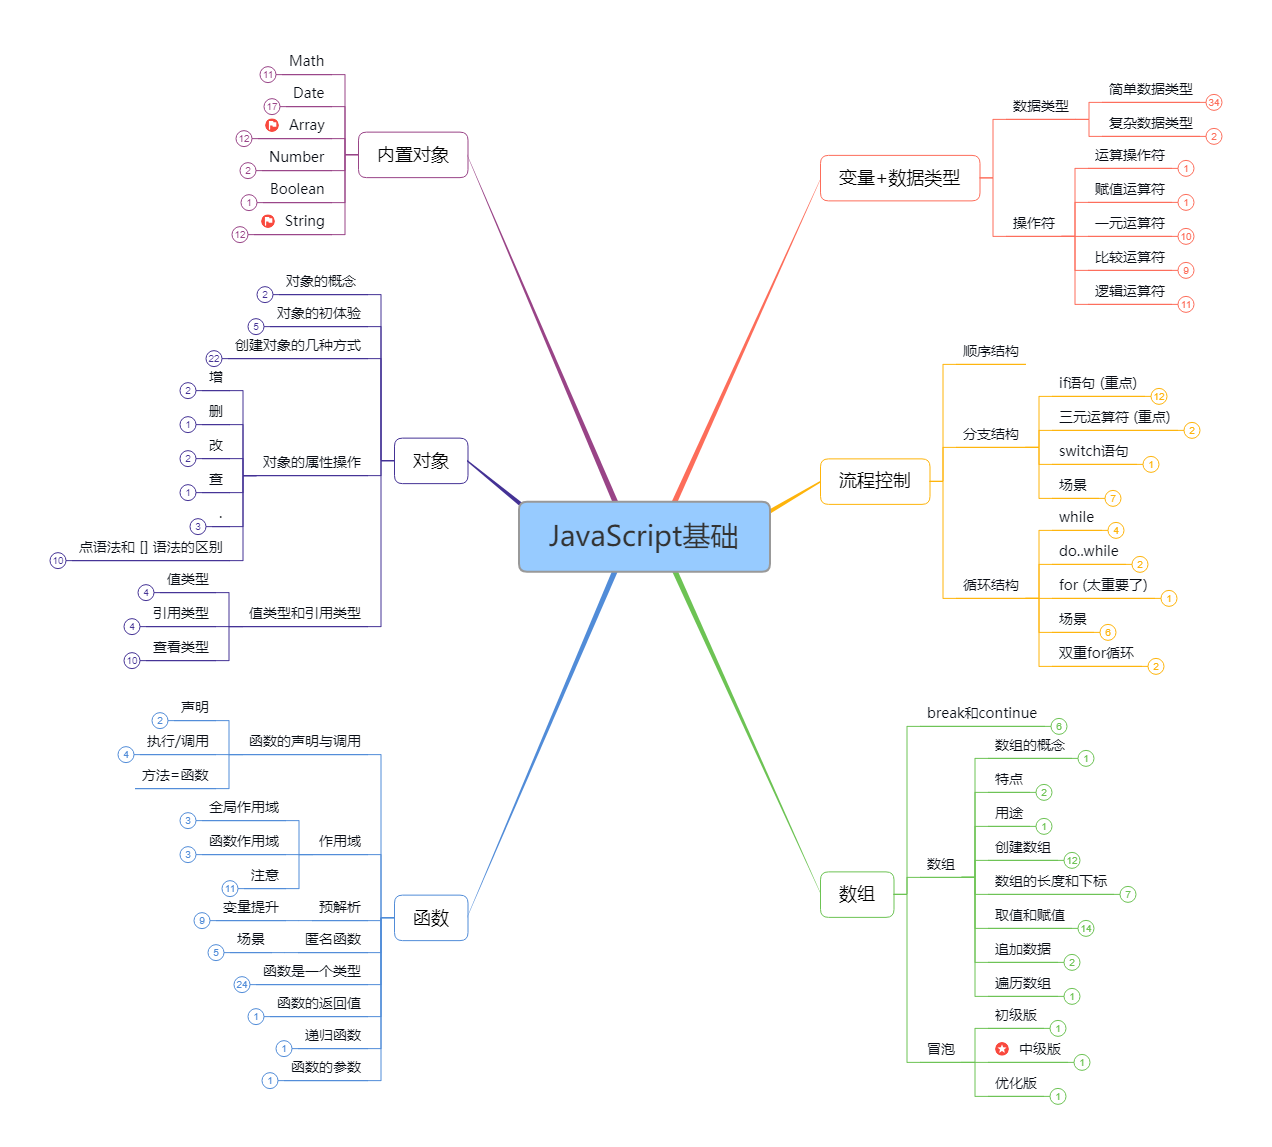 JavaScript基础
变量+数据类型
数据类型
简单数据类型
34
复杂数据类型
2
操作符
运算操作符
1
赋值运算符
1
一元运算符
10
比较运算符
9
逻辑运算符
11
流程控制
顺序结构
分支结构
if语句 (重点)
12
三元运算符 (重点)
2
switch语句
1
场景
7
循环结构
while
4
do..while
2
for (太重要了)
1
场景
6
双重for循环
2
数组
break和continue
6
数组
数组的概念
1
特点
2
用途
1
创建数组
12
数组的长度和下标
7
取值和赋值
14
追加数据
2
遍历数组
1
冒泡
初级版
1
中级版
1
优化版
1
内置对象
Math
11
Date
17
Array
12
Number
2
Boolean
1
String
12
对象
对象的概念
2
对象的初体验
5
创建对象的几种方式
22
对象的属性操作
增
2
删
1
改
2
查
1
.
3
点语法和 [] 语法的区别
10
值类型和引用类型
值类型
4
引用类型
4
查看类型
10
函数
函数的声明与调用
声明
2
执行/调用
4
方法=函数
作用域
全局作用域
3
函数作用域
3
注意
11
预解析
变量提升
9
匿名函数
场景
5
函数是一个类型
24
函数的返回值
1
递归函数
1
函数的参数
1